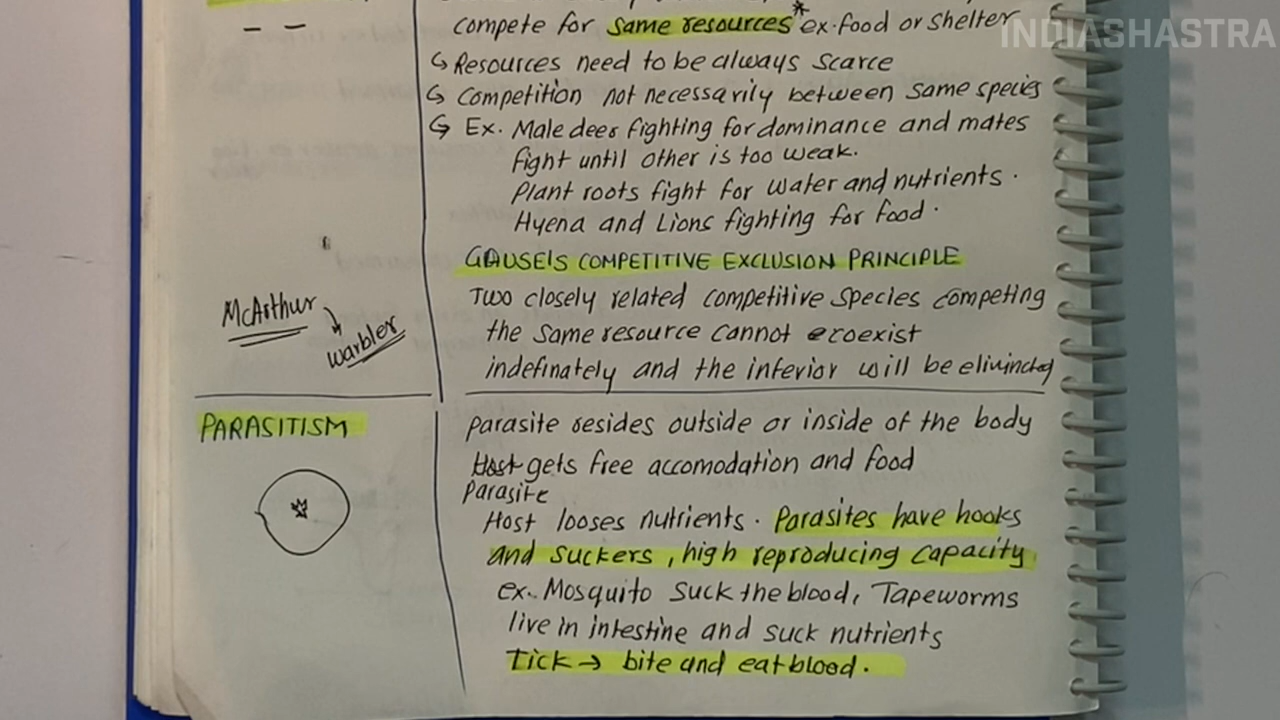 INDIASHASTRA
compete for same resources* ex. food or shelter
↳ Resources need to be always scarce
↳ Competition not necessarily between same species
↳ Ex. Male deer fighting for dominance and mates
fight until other is too weak.
Plant roots fight for water and nutrients.
Hyena and Lions fighting for food.
GAUSE'S COMPETITIVE EXCLUSION PRINCIPLE
Two closely related competitive species competing
the same resource cannot coexist
indefinately and the inferior will be
McArthur
warbler
PARASITISM
parasite resides outside or inside of the body
Host gets free accomodation and food
parasite
Host looses nutrients. Parasites have hooks
and suckers, high reproducing capacity
ex. Mosquito suck the blood, Tapeworms
live in intestine and suck nutrients
Tick → bite and eat blood.